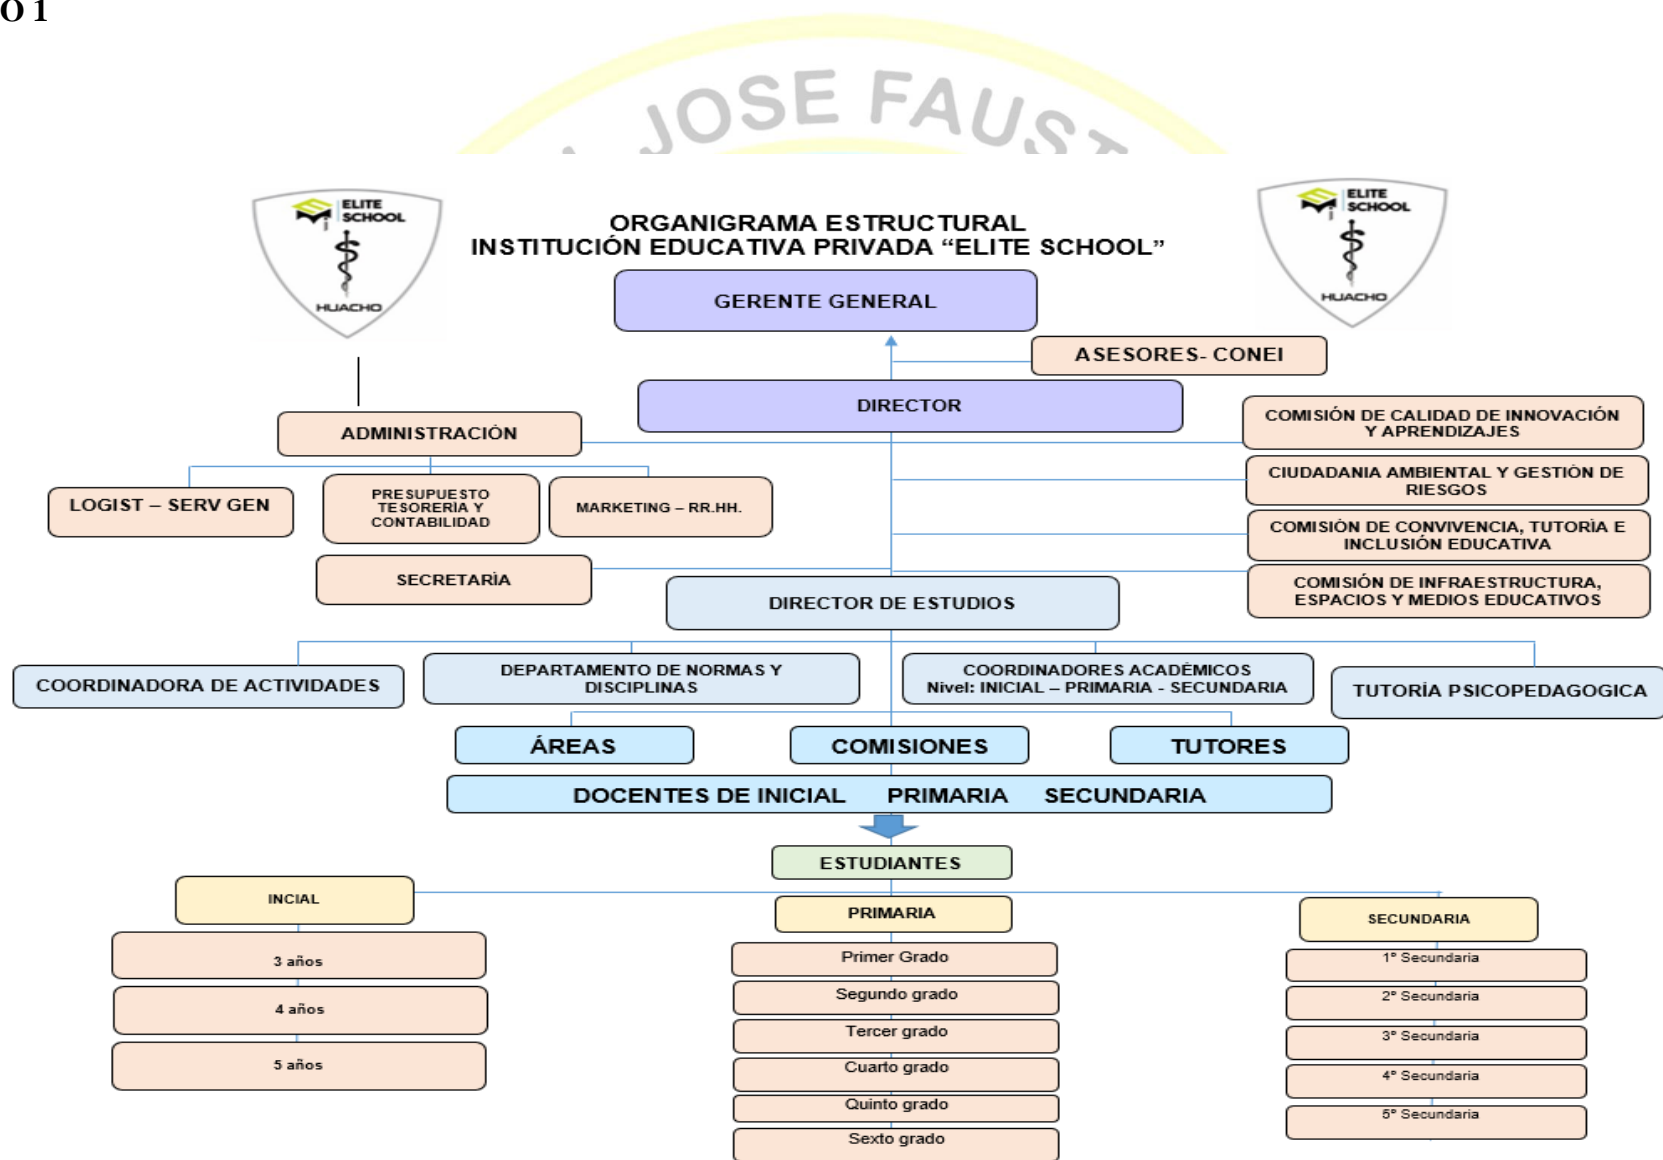 O 1
JOSE FAUST
ELITE
SCHOOL
HUACHO
ELITE
SCHOOL
HUACHO
ORGANIGRAMA ESTRUCTURAL
INSTITUCIÓN EDUCATIVA PRIVADA “ELITE SCHOOL”
GERENTE GENERAL
ASESORES- CONEI
DIRECTOR
ADMINISTRACIÓN
COMISIÓN DE CALIDAD DE INNOVACIÓN
Y APRENDIZAJES
LOGIST – SERV GEN
PRESUPUESTO
TESORERÍA Y
CONTABILIDAD
MARKETING – RR.HH.
CIUDADANIA AMBIENTAL Y GESTIÓN DE
RIESGOS
COMISIÓN DE CONVIVENCIA, TUTORÌA E
INCLUSIÓN EDUCATIVA
SECRETARÌA
COMISIÓN DE INFRAESTRUCTURA,
ESPACIOS Y MEDIOS EDUCATIVOS
DIRECTOR DE ESTUDIOS
COORDINADORA DE ACTIVIDADES
DEPARTAMENTO DE NORMAS Y
DISCIPLINAS
COORDINADORES ACADÉMICOS
Nivel: INICIAL – PRIMARIA - SECUNDARIA
TUTORÍA PSICOPEDAGOGICA
ÁREAS
COMISIONES
TUTORES
DOCENTES DE INICIAL PRIMARIA SECUNDARIA
ESTUDIANTES
INCIAL
3 años
4 años
5 años
PRIMARIA
Primer Grado
Segundo grado
Tercer grado
Cuarto grado
Quinto grado
Sexto grado
SECUNDARIA
1° Secundaria
2° Secundaria
3° Secundaria
4° Secundaria
5° Secundaria